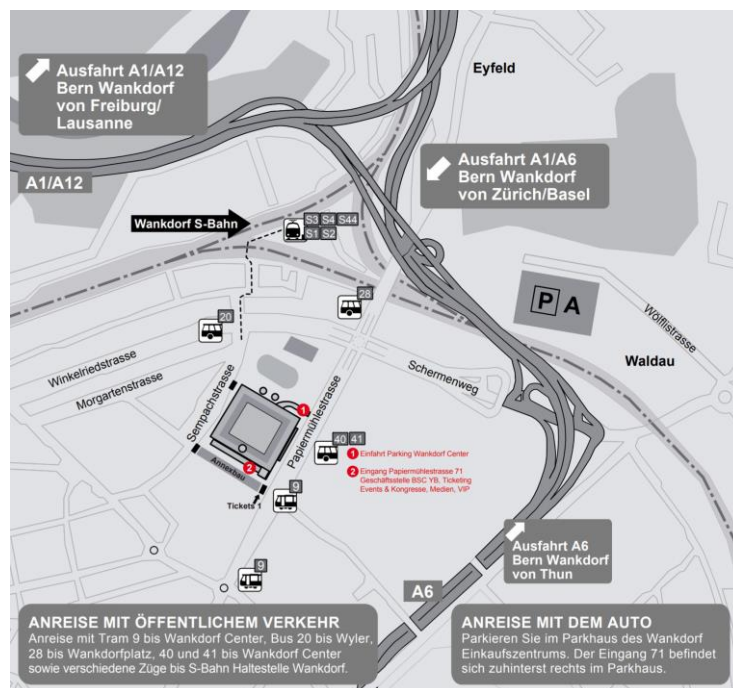 Ausfahrt A1/A12
Bern Wankdorf
von Freiburg/
Lausanne
Eyfeld
A1/A12
Ausfahrt A1/A6
Bern Wankdorf
von Zürich/Basel
Wankdorf S-Bahn
S3 S4 S44
S1 S2
28
20
P A
Wölflistrasse
Waldau
Winkelriedstrasse
Morgartenstrasse
Sempachstrasse
Schermenweg
Papiermühlestrasse
1
40 41
1 Einfahrt Parking Wankdorf Center
2
Annexbau
2 Eingang Papiermühlestrasse 71
Geschäftsstelle BSC YB, Ticketing
Events & Kongresse, Medien, VIP
9
Tickets 1
Ausfahrt A6
Bern Wankdorf
von Thun
9
A6
ANREISE MIT ÖFFENTLICHEM VERKEHR
Anreise mit Tram 9 bis Wankdorf Center, Bus 20 bis Wyler,
28 bis Wankdorfplatz, 40 und 41 bis Wankdorf Center
sowie verschiedene Züge bis S-Bahn Haltestelle Wankdorf.
ANREISE MIT DEM AUTO
Parkieren Sie im Parkhaus des Wankdorf
Einkaufszentrums. Der Eingang 71 befindet
sich zuhinterst rechts im Parkhaus.